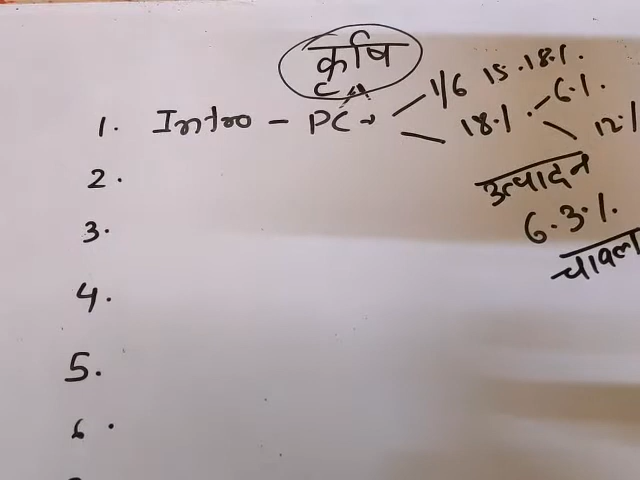 कृषि
1. Intro - PC → 1/6 15.18%.
18% 6%.
12%
उत्पादन
6.3%.
चावल
2.
3.
4.
5.
6.